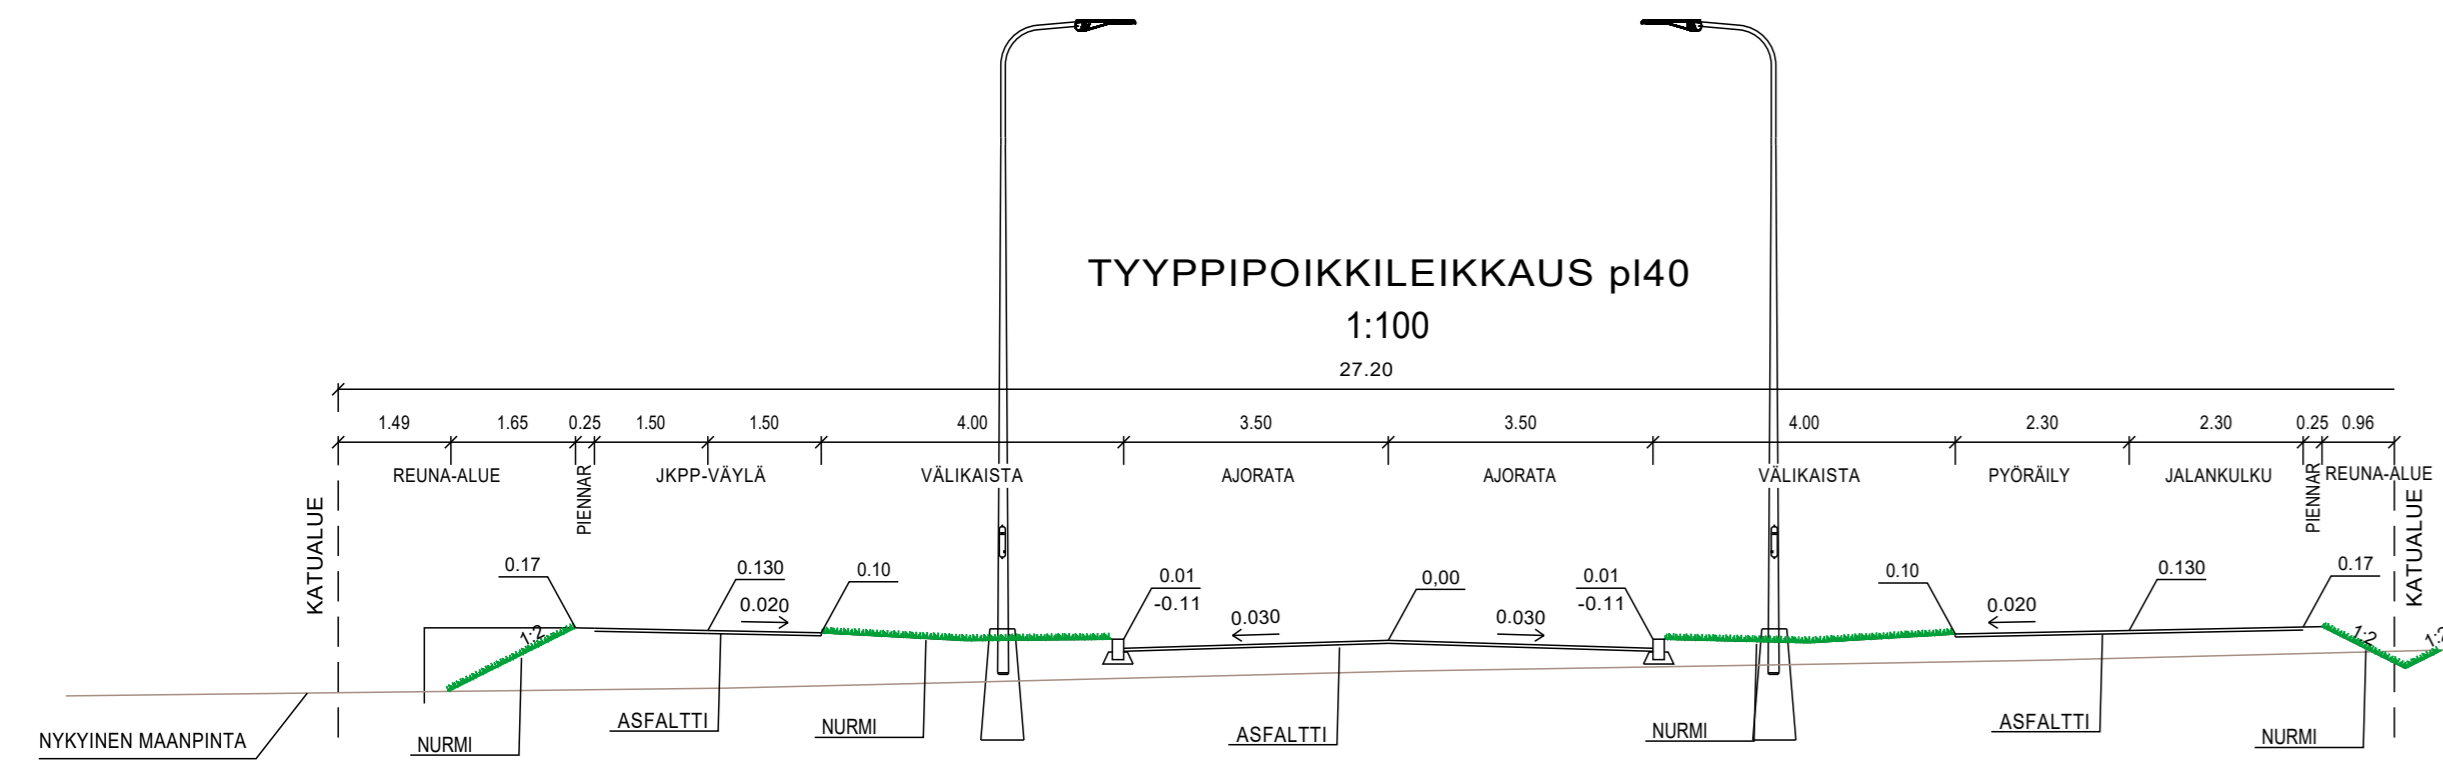 TYYPPIPOIKKILEIKKAUS pl40
1:100
27.20
1.49 1.65 0.25 1.50 1.50 4.00 3.50 3.50 4.00 2.30 2.30 0.25 0.96
REUNA-ALUE PIENNAR JKPP-VÄYLÄ VÄLIKAISTA AJORATA AJORATA VÄLIKAISTA PYÖRÄILY JALANKULKU PIENNAR REUNA-ALUE
KATUALUE KATUALUE
0.17 0.130 0.10 0.01 0,00 0.01 0.10 0.130 0.17
-0.11 -0.11
0.020 0.030 0.030 0.020
1:2 1:2 1:2
NYKYINEN MAANPINTA NURMI ASFALTTI NURMI ASFALTTI NURMI ASFALTTI NURMI